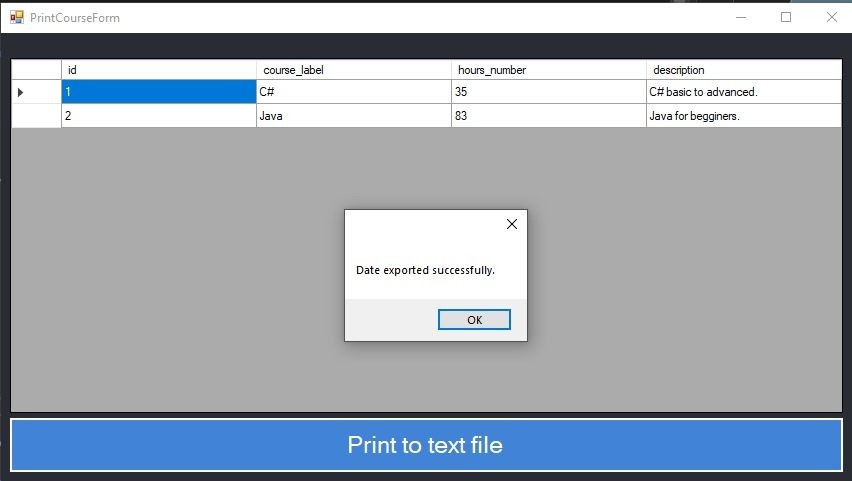 PrintCourseForm
id course_label hours_number description
1 C# 35 C# basic to advanced.
2 Java 83 Java for begginers.
Date exported successfully.
OK
Print to text file